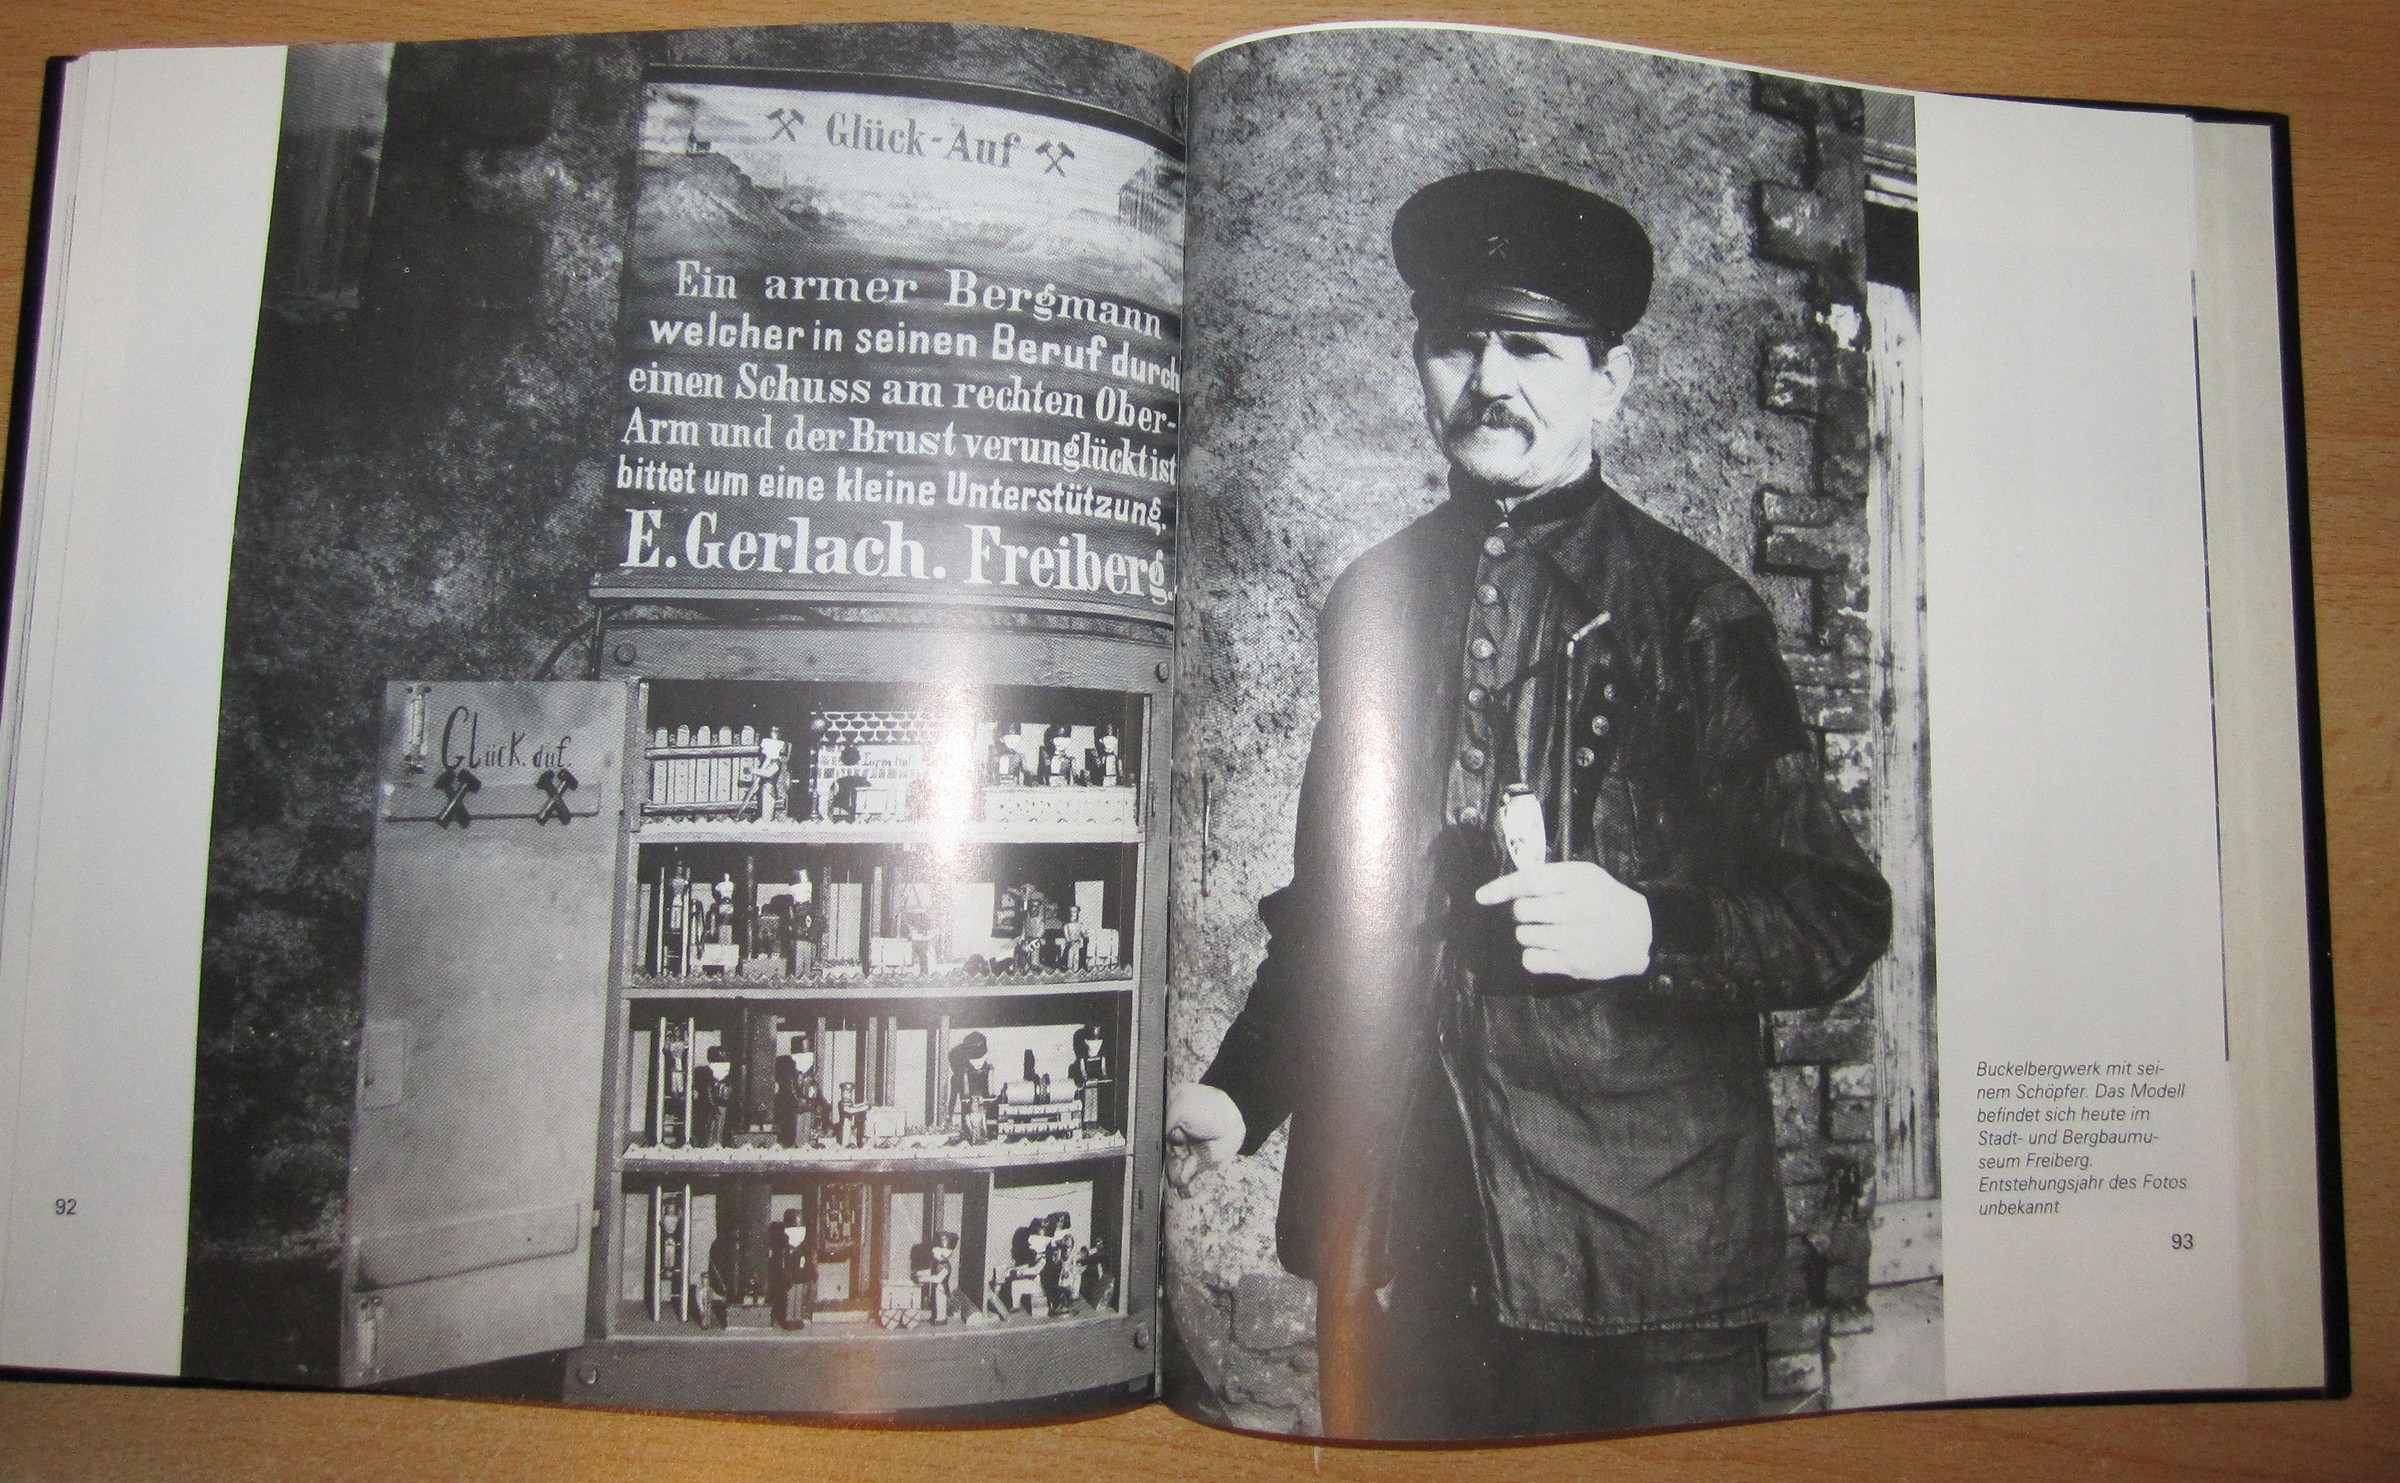 Glück-Auf
Ein armer Bergmann
welcher in seinen Beruf durch
einen Schuss am rechten Ober-
Arm und der Brust verunglückt ist
bittet um eine kleine Unterstützung.
E. Gerlach. Freiberg.
Glück. auf.
92
Buckelbergwerk mit sei-
nem Schöpfer. Das Modell
befindet sich heute im
Stadt- und Bergbaumu-
seum Freiberg.
Entstehungsjahr des Fotos
unbekannt
93